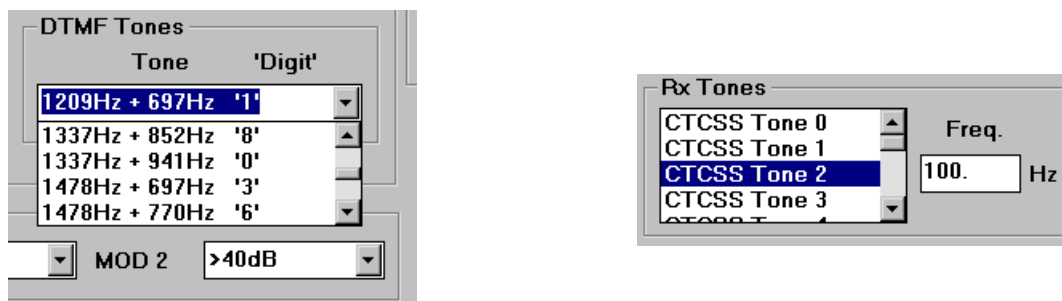 DTMF Tones
Tone 'Digit'
1209Hz + 697Hz '1'
1337Hz + 852Hz '8'
1337Hz + 941Hz '0'
1478Hz + 697Hz '3'
1478Hz + 770Hz '6'
MOD 2 >40dB
Rx Tones
CTCSS Tone 0
CTCSS Tone 1
CTCSS Tone 2
CTCSS Tone 3
Freq.
100. Hz